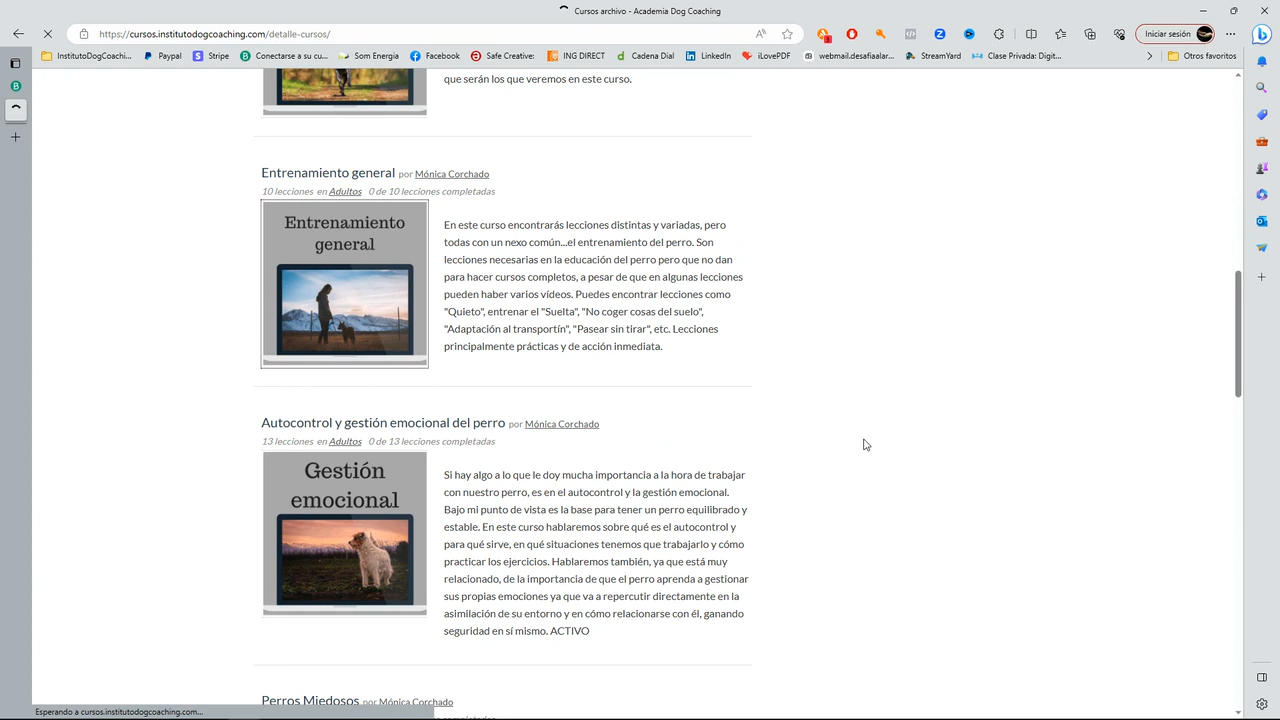 Cursos archivo - Academia Dog Coaching
https://cursos.institutodogcoaching.com/detalle-cursos/
Iniciar sesión
InstitutoDogCoachi...
Paypal
Stripe
Conectarse a su cu...
Som Energía
Facebook
Safe Creative:
ING DIRECT
Cadena Dial
LinkedIn
iLovePDF
webmail.desafiaalar...
StreamYard
Clase Privada: Digit...
Otros favoritos
que serán los que veremos en este curso.
Entrenamiento general por Mónica Corchado
10 lecciones en Adultos 0 de 10 lecciones completadas
Entrenamiento
general
En este curso encontrarás lecciones distintas y variadas, pero
todas con un nexo común...el entrenamiento del perro. Son
lecciones necesarias en la educación del perro pero que no dan
para hacer cursos completos, a pesar de que en algunas lecciones
pueden haber varios vídeos. Puedes encontrar lecciones como
"Quieto", entrenar el "Suelta", "No coger cosas del suelo",
"Adaptación al transportín", "Pasear sin tirar", etc. Lecciones
principalmente prácticas y de acción inmediata.
Autocontrol y gestión emocional del perro por Mónica Corchado
13 lecciones en Adultos 0 de 13 lecciones completadas
Gestión
emocional
Si hay algo a lo que le doy mucha importancia a la hora de trabajar
con nuestro perro, es en el autocontrol y la gestión emocional.
Bajo mi punto de vista es la base para tener un perro equilibrado y
estable. En este curso hablaremos sobre qué es el autocontrol y
para qué sirve, en qué situaciones tenemos que trabajarlo y cómo
practicar los ejercicios. Hablaremos también, ya que está muy
relacionado, de la importancia de que el perro aprenda a gestionar
sus propias emociones ya que va a repercutir directamente en la
asimilación de su entorno y en cómo relacionarse con él, ganando
seguridad en sí mismo. ACTIVO
Perros Miedosos por Mónica Corchado
Esperando a cursos.institutodogcoaching.com...